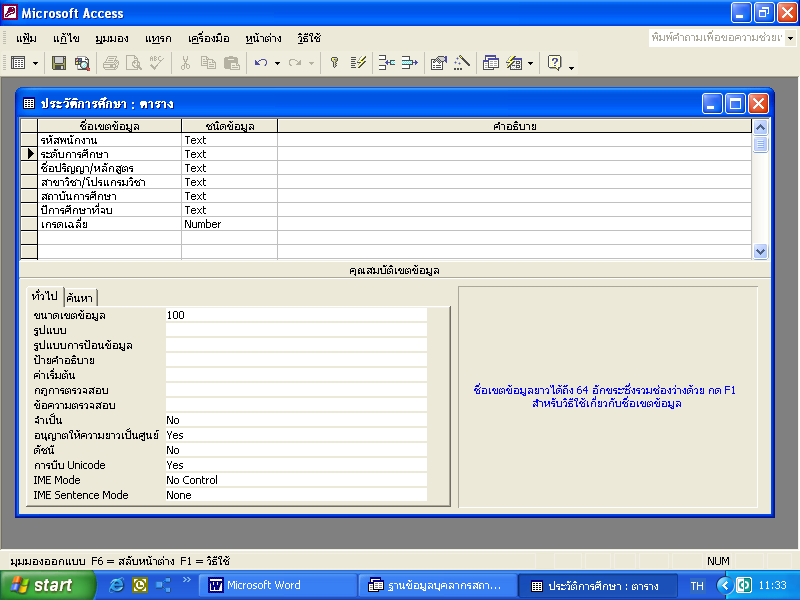 Microsoft Access
แฟ้ม แก้ไข มุมมอง แทรก เครื่องมือ หน้าต่าง วิธีใช้ พิมพ์คำถามเพื่อขอความช่วยเ
ประวัติการศึกษา : ตาราง
ชื่อเขตข้อมูล ชนิดข้อมูล คำอธิบาย
รหัสพนักงาน Text
ระดับการศึกษา Text
ชื่อปริญญา/หลักสูตร Text
สาขาวิชา/โปรแกรมวิชา Text
สถาบันการศึกษา Text
ปีการศึกษาที่จบ Text
เกรดเฉลี่ย Number
คุณสมบัติเขตข้อมูล
ทั่วไป ค้นหา
ขนาดเขตข้อมูล 100
รูปแบบ
รูปแบบการป้อนข้อมูล
ป้ายคำอธิบาย
ค่าเริ่มต้น
กฎการตรวจสอบ
ข้อความตรวจสอบ
จำเป็น No
อนุญาตให้ความยาวเป็นศูนย์ Yes
ดัชนี No
การบีบ Unicode Yes
IME Mode No Control
IME Sentence Mode None
ชื่อเขตข้อมูลยาวได้ถึง 64 อักขระซึ่งรวมช่องว่างด้วย กด F1
สำหรับวิธีใช้เกี่ยวกับชื่อเขตข้อมูล
มุมมองออกแบบ F6 = สลับหน้าต่าง F1 = วิธีใช้ NUM
start Microsoft Word ฐานข้อมูลบุคลากรสถา... ประวัติการศึกษา : ตาราง TH 11:33